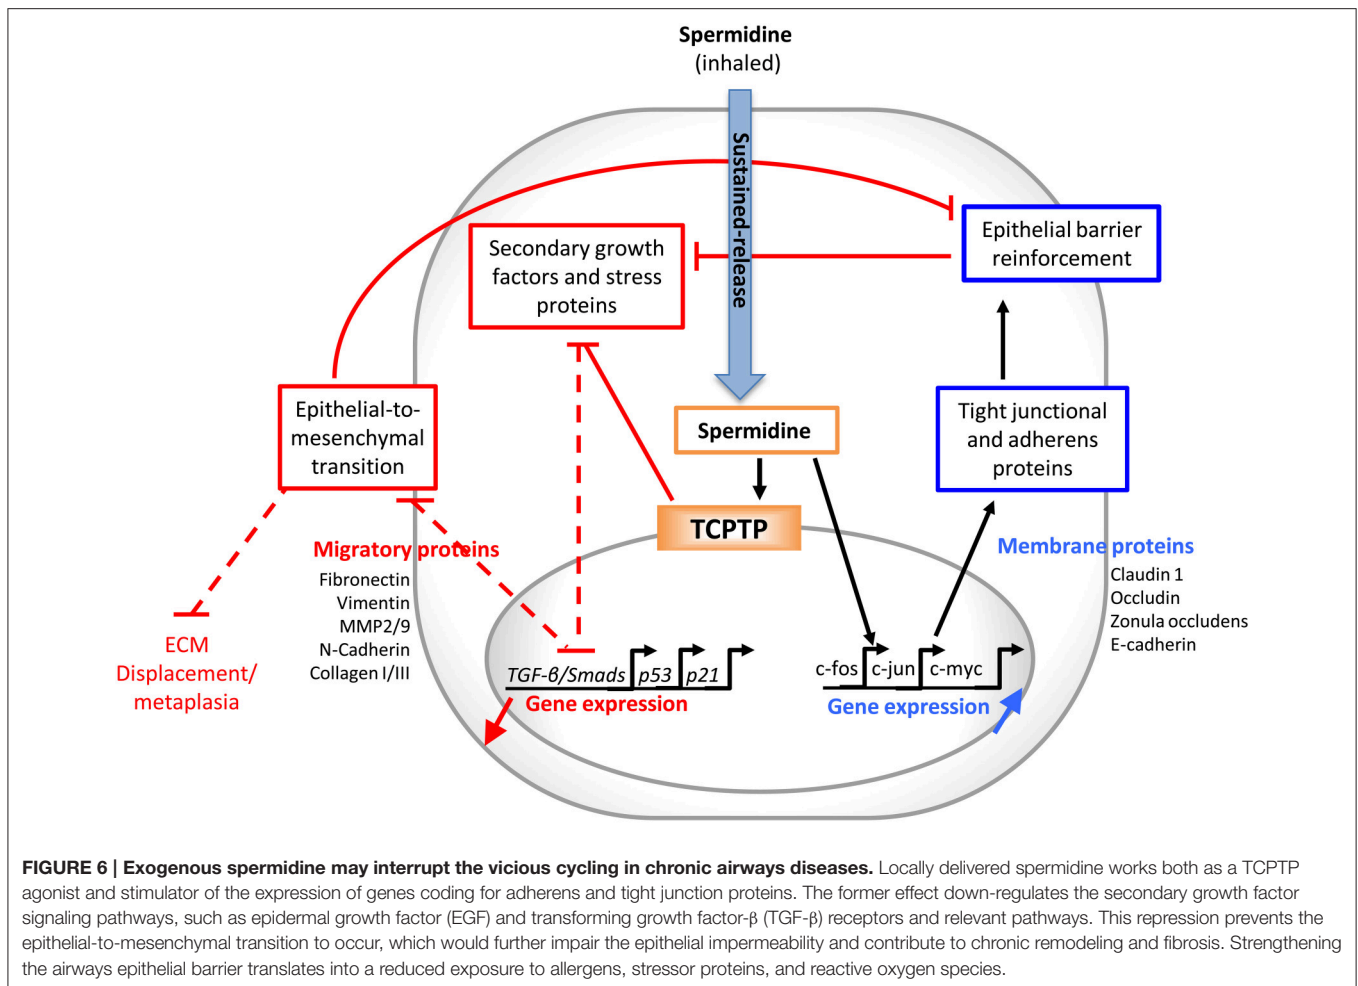 Spermidine
(inhaled)
Sustained-release
Secondary growth
factors and stress
proteins
Epithelial barrier
reinforcement
Epithelial-to-
mesenchymal
transition
Spermidine
Tight junctional
and adherens
proteins
TCPTP
Migratory proteins
Fibronectin
Vimentin
MMP2/9
N-Cadherin
Collagen I/III
Membrane proteins
Claudin 1
Occludin
Zonula occludens
E-cadherin
ECM
Displacement/
metaplasia
TGF-β/Smads p53 p21
Gene expression
c-fos c-jun c-myc
Gene expression
FIGURE 6 | Exogenous spermidine may interrupt the vicious cycling in chronic airways diseases. Locally delivered spermidine works both as a TCPTP
agonist and stimulator of the expression of genes coding for adherens and tight junction proteins. The former effect down-regulates the secondary growth factor
signaling pathways, such as epidermal growth factor (EGF) and transforming growth factor-β (TGF-β) receptors and relevant pathways. This repression prevents the
epithelial-to-mesenchymal transition to occur, which would further impair the epithelial impermeability and contribute to chronic remodeling and fibrosis. Strengthening
the airways epithelial barrier translates into a reduced exposure to allergens, stressor proteins, and reactive oxygen species.